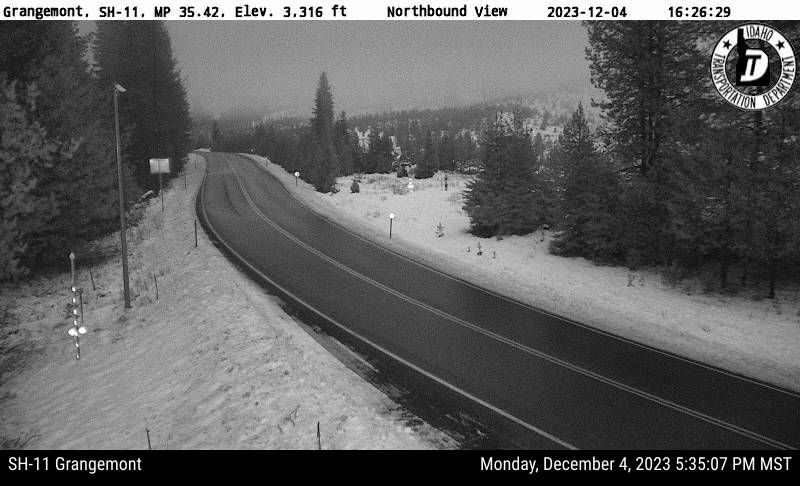 Grangemont, SH-11, MP 35.42, Elev. 3,316 ft Northbound View 2023-12-04 16:26:29
IDAHO
TRANSPORTATION DEPARTMENT
SH-11 Grangemont Monday, December 4, 2023 5:35:07 PM MST